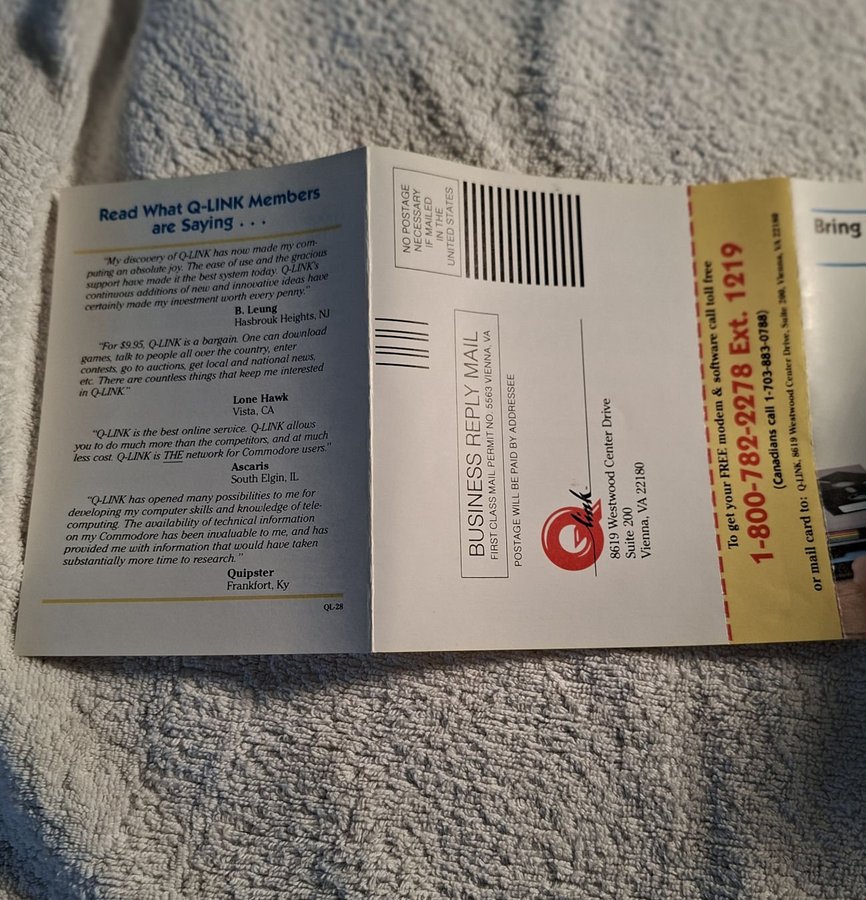 Read What Q-LINK Members
are Saying . . .
"My discovery of Q-LINK has now made my com-
puting an absolute joy. The ease of use and the gracious
support have made it the best system today. Q-LINK's
continuous additions of new and innovative ideas have
certainly made my investment worth every penny."
B. Leung
Hasbrouk Heights, NJ
"For $9.95, Q-LINK is a bargain. One can download
games, talk to people all over the country, enter
contests, go to auctions, get local and national news,
etc. There are countless things that keep me interested
in Q-LINK."
Lone Hawk
Vista, CA
"Q-LINK is the best online service. Q-LINK allows
you to do much more than the competitors, and at much
less cost. Q-LINK is THE network for Commodore users."
Ascaris
South Elgin, IL
"Q-LINK has opened many possibilities to me for
developing my computer skills and knowledge of tele-
computing. The availability of technical information
on my Commodore has been invaluable to me, and has
provided me with information that would have taken
substantially more time to research."
Quipster
Frankfort, Ky
QL-28
NO POSTAGE
NECESSARY
IF MAILED
IN THE
UNITED STATES
BUSINESS REPLY MAIL
FIRST CLASS MAIL PERMIT NO. 5563 VIENNA, VA
POSTAGE WILL BE PAID BY ADDRESSEE
Q link
8619 Westwood Center Drive
Suite 200
Vienna, VA 22180
To get your FREE modem & software call toll free
1-800-782-2278 Ext. 1219
(Canadians call 1-703-883-0788)
or mail card to: Q-LINK, 8619 Westwood Center Drive, Suite 200, Vienna, VA 22180
Bring